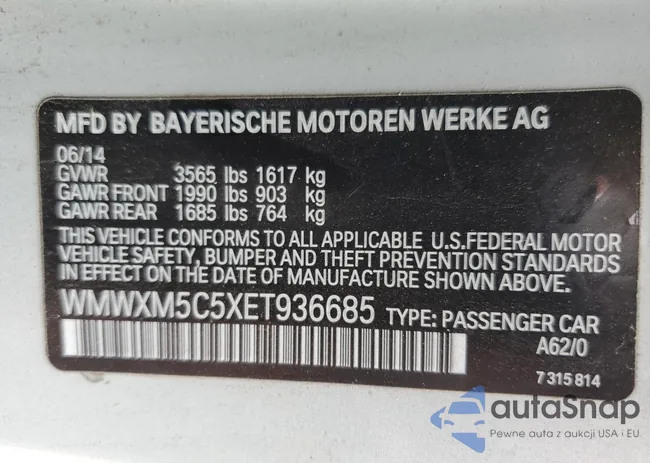 MFD BY BAYERISCHE MOTOREN WERKE AG
06/14
GVWR 3565 lbs 1617 kg
GAWR FRONT 1990 lbs 903 kg
GAWR REAR 1685 lbs 764 kg
THIS VEHICLE CONFORMS TO ALL APPLICABLE U.S.FEDERAL MOTOR
VEHICLE SAFETY, BUMPER AND THEFT PREVENTION STANDARDS
IN EFFECT ON THE DATE OF MANUFACTURE SHOWN ABOVE.
WMWXM5C5XET936685 TYPE: PASSENGER CAR
A62/0
7 315 814
autaSnap
Pewne auta z aukcji USA i EU